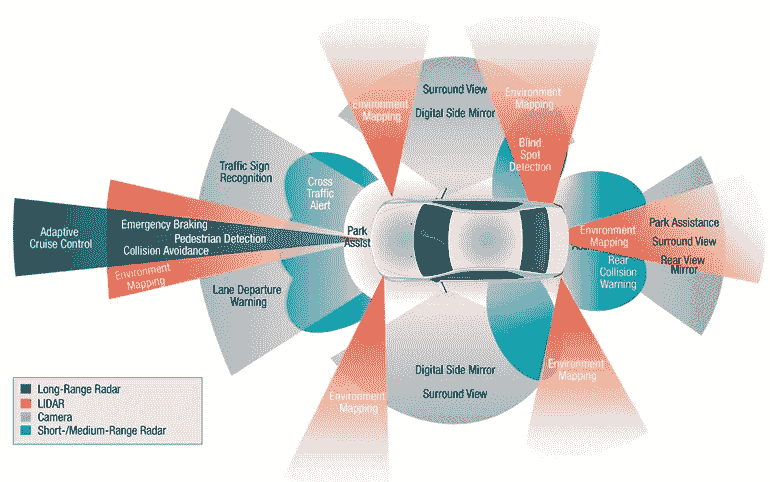 Environment
Mapping
Surround View
Digital Side Mirror
Environment
Mapping
Blind
Spot
Detection
Traffic Sign
Recognition
Cross
Traffic
Alert
Adaptive
Cruise Control
Emergency Braking
Pedestrian Detection
Collision Avoidance
Environment
Mapping
Lane Departure
Warning
Park
Assist
Environment
Mapping
Rear
Collision
Warning
Park Assistance
Surround View
Rear View
Mirror
Environment
Mapping
Digital Side Mirror
Surround View
Environment
Mapping
Long-Range Radar
LIDAR
Camera
Short-/Medium-Range Radar